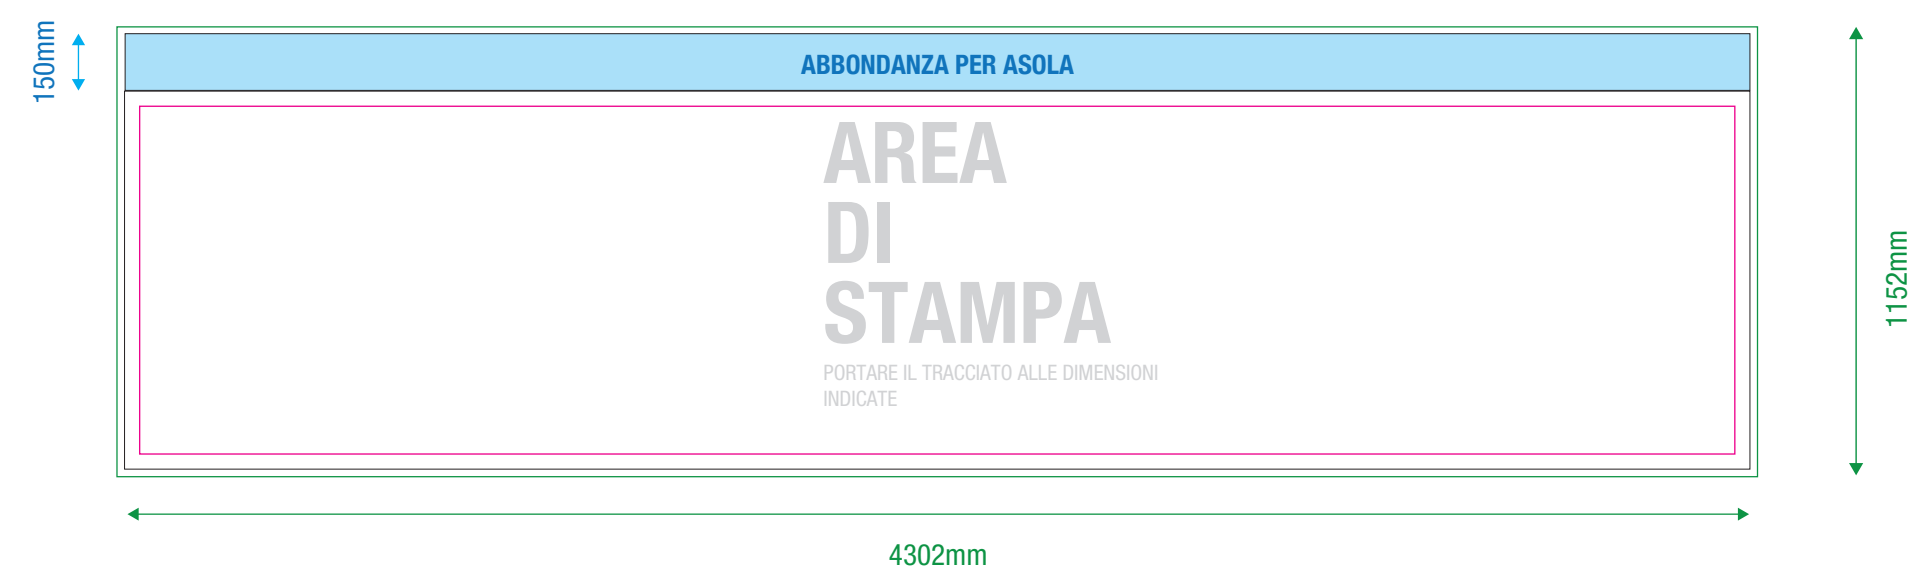 150mm
ABBONDANZA PER ASOLA
AREA
DI
STAMPA
PORTARE IL TRACCIATO ALLE DIMENSIONI
INDICATE
1152mm
4302mm